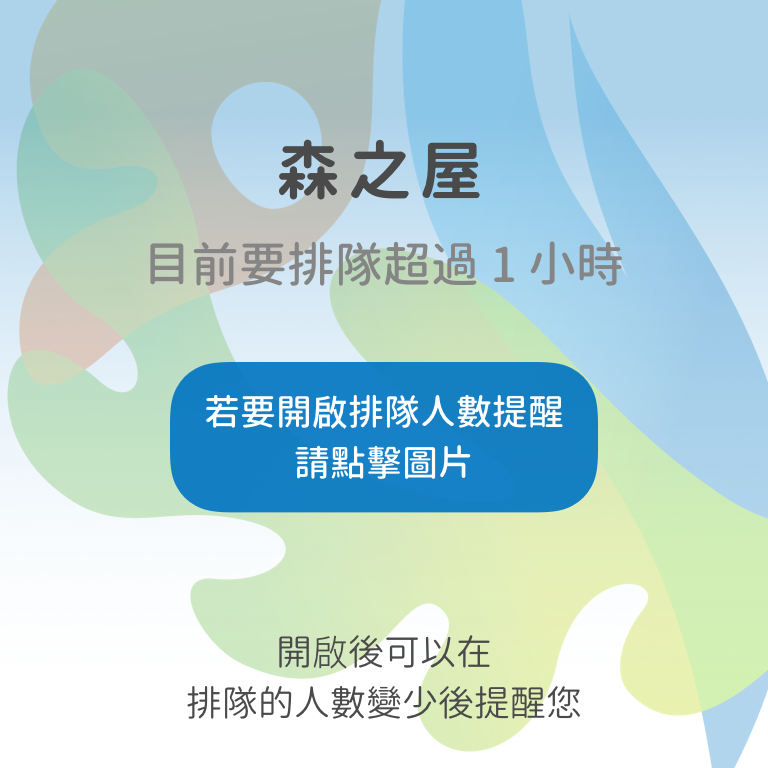 森之屋
目前要排隊超過 1 小時
若要開啟排隊人數提醒
請點擊圖片
開啟後可以在
排隊的人數變少後提醒您